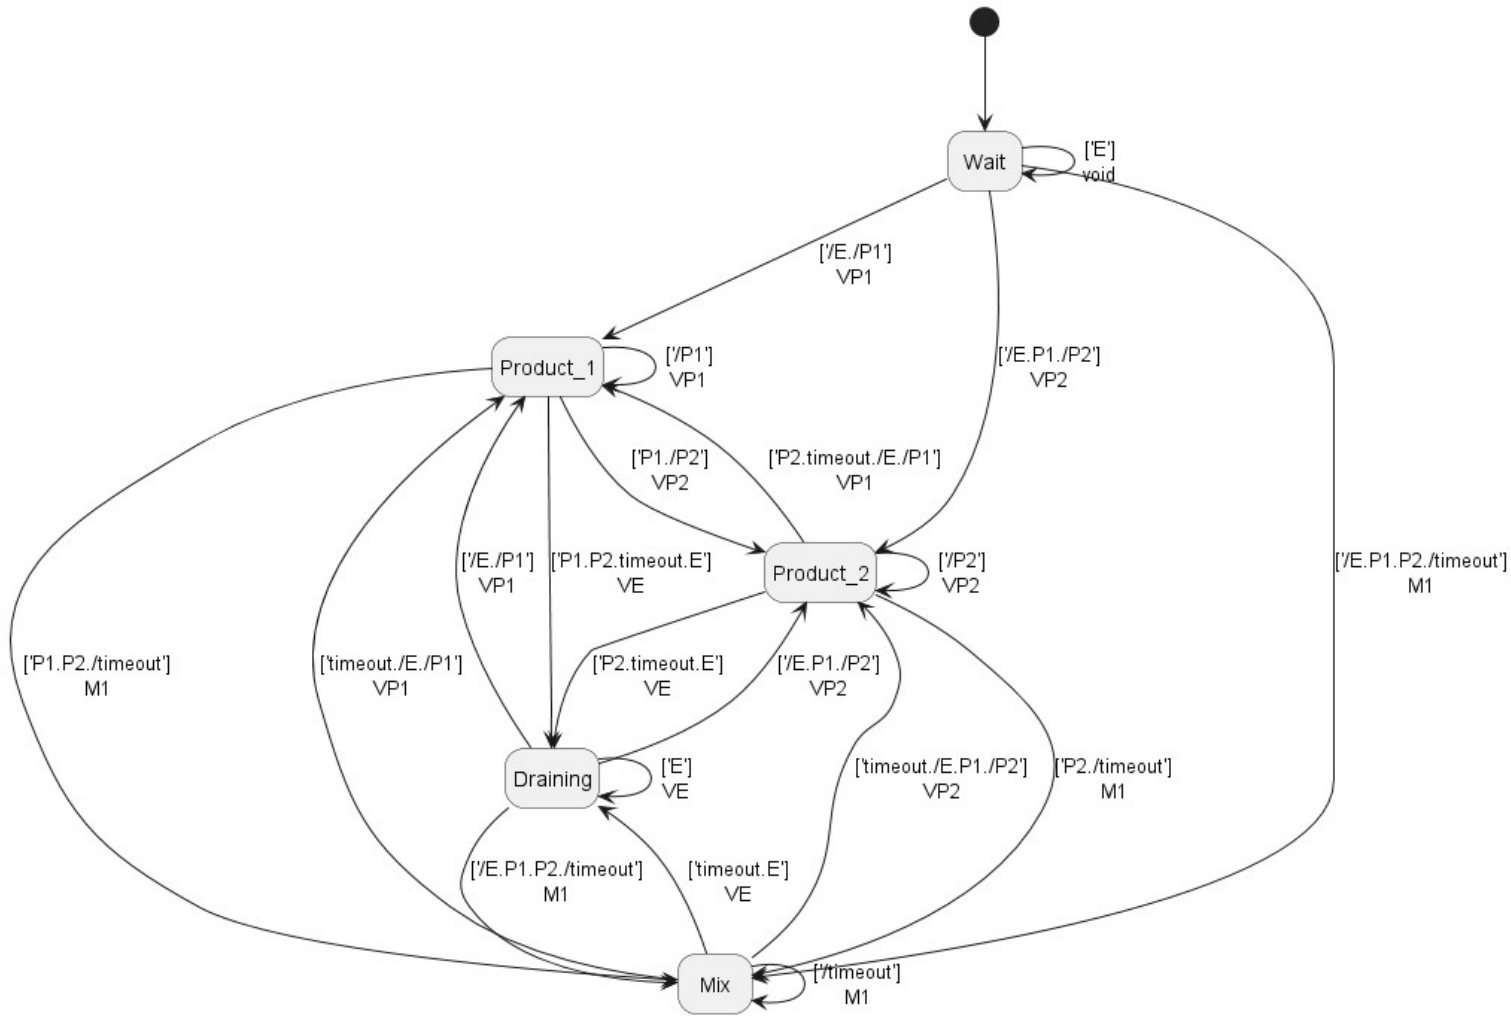 Wait
['E']
void
['/E./P1']
VP1
['/E.P1./P2']
VP2
Product_1
['/P1']
VP1
['P1./P2']
VP2
['P2.timeout./E./P1']
VP1
['/E./P1']
VP1
['P1.P2.timeout.E']
VE
Product_2
['/P2']
VP2
['/E.P1.P2./timeout']
M1
['P1.P2./timeout']
M1
['timeout./E./P1']
VP1
['P2.timeout.E']
VE
['/E.P1./P2']
VP2
Draining
['E']
VE
['timeout./E.P1./P2']
VP2
['P2./timeout']
M1
['/E.P1.P2./timeout']
M1
['timeout.E']
VE
Mix
['/timeout']
M1